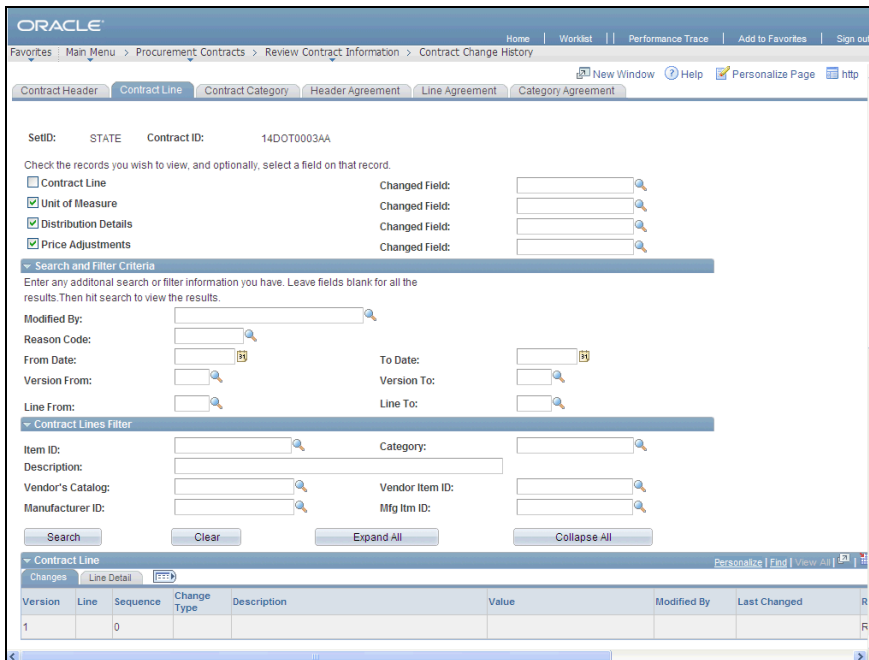 ORACLE
Home | Worklist | | Performance Trace | Add to Favorites | Sign out
Favorites | Main Menu > Procurement Contracts > Review Contract Information > Contract Change History
New Window Help Personalize Page http
Contract Header Contract Line Contract Category Header Agreement Line Agreement Category Agreement
SetID: STATE Contract ID: 14DOT0003AA
Check the records you wish to view, and optionally, select a field on that record.
Contract Line Changed Field:
Unit of Measure Changed Field:
Distribution Details Changed Field:
Price Adjustments Changed Field:
Search and Filter Criteria
Enter any additonal search or filter information you have. Leave fields blank for all the
results.Then hit search to view the results.
Modified By:
Reason Code:
From Date: To Date:
Version From: Version To:
Line From: Line To:
Contract Lines Filter
Item ID: Category:
Description:
Vendor's Catalog: Vendor Item ID:
Manufacturer ID: Mfg Itm ID:
Search Clear Expand All Collapse All
Contract Line Personalize | Find | View All | |
Changes Line Detail
Version Line Sequence Change Type Description Value Modified By Last Changed R
1 0 R